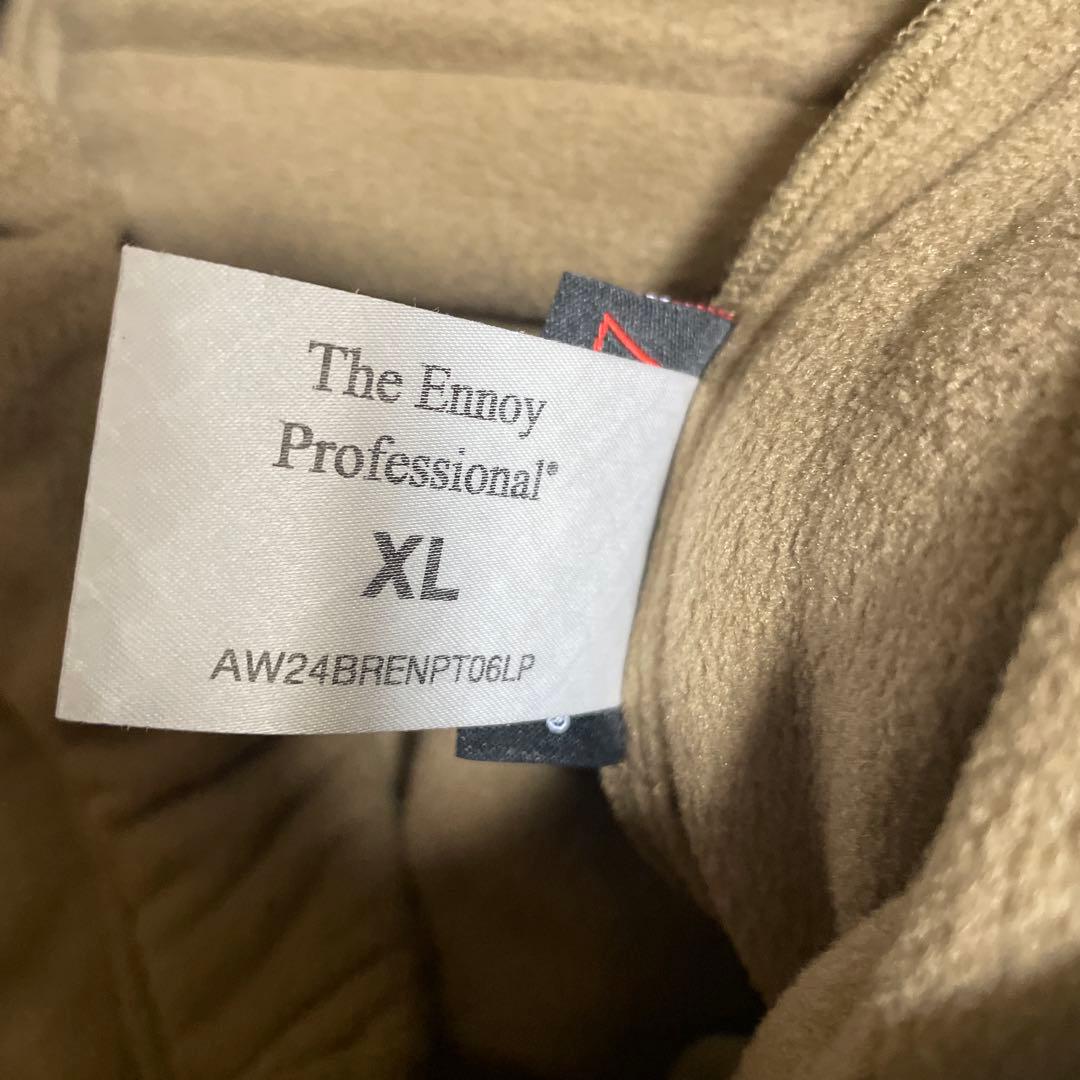 The Ennoy
Professional®
XL
AW24BRENPT06LP